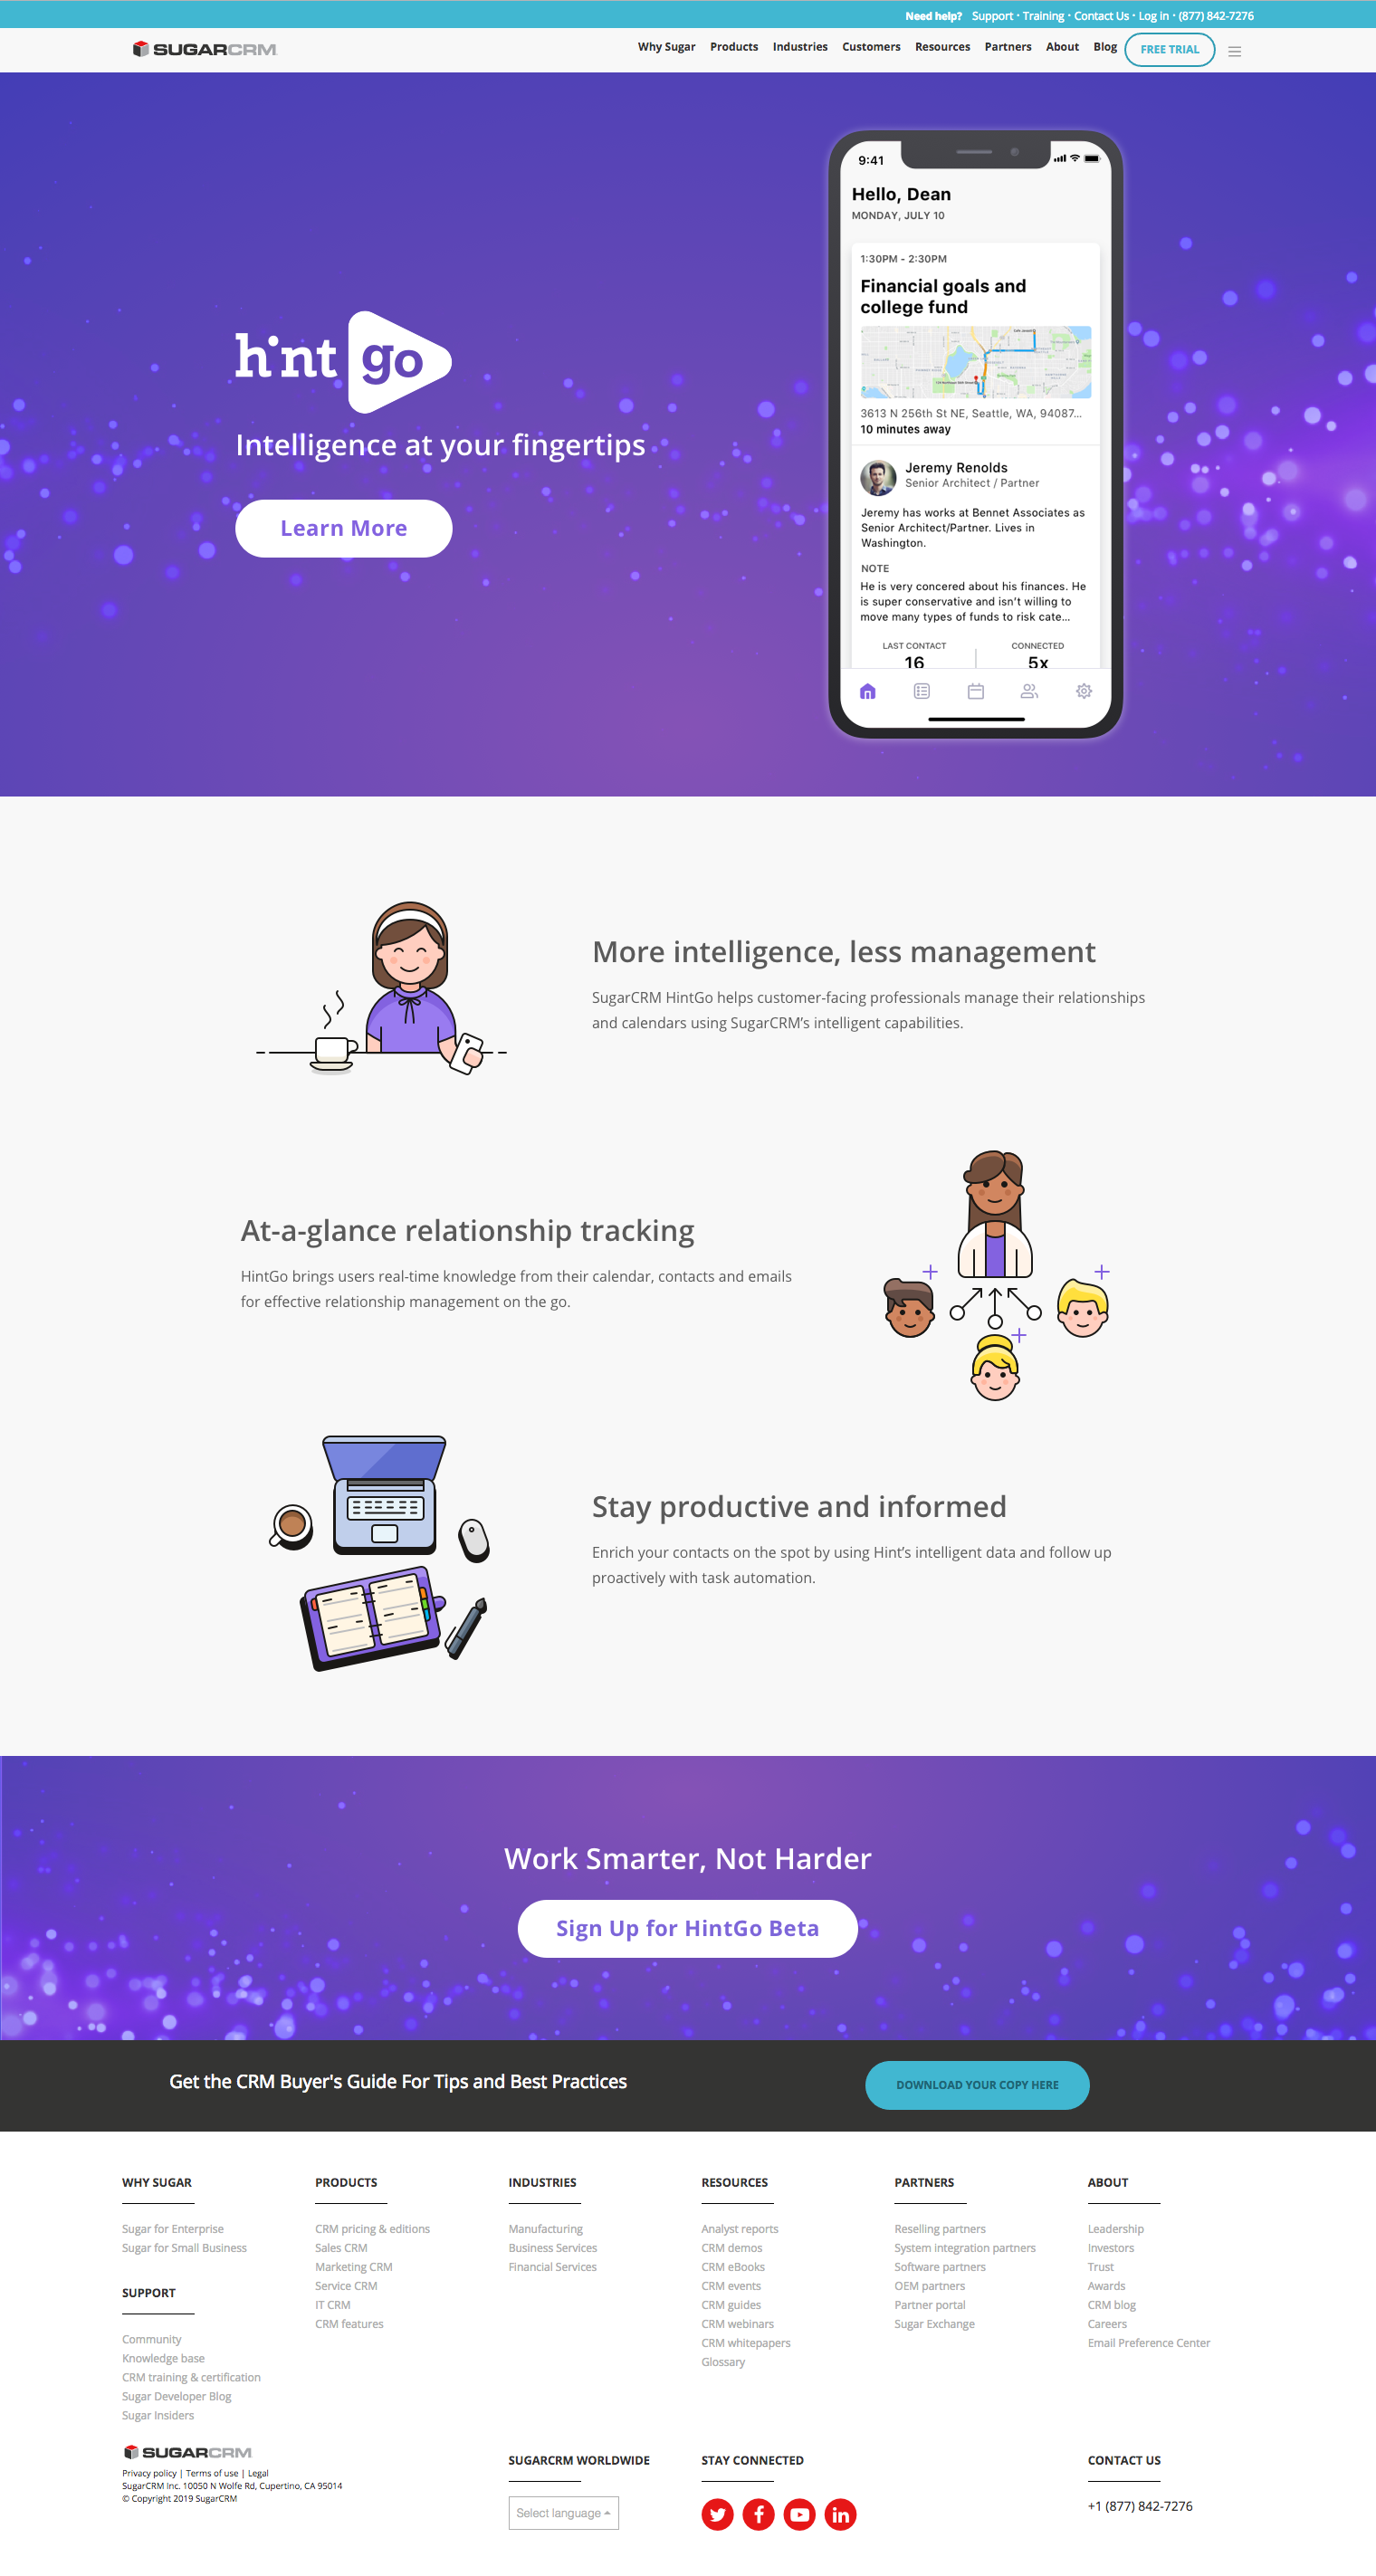 Need help? Support · Training · Contact Us · Log in · (877) 842-7276
SUGARCRM
Why Sugar Products Industries Customers Resources Partners About Blog FREE TRIAL
9:41
Hello, Dean
MONDAY, JULY 10
1:30PM - 2:30PM
Financial goals and
college fund
3613 N 256th St NE, Seattle, WA, 94087...
10 minutes away
Jeremy Renolds
Senior Architect / Partner
Jeremy has works at Bennet Associates as
Senior Architect/Partner. Lives in
Washington.
NOTE
He is very concered about his finances. He
is super conservative and isn't willing to
move many types of funds to risk cate...
LAST CONTACT CONNECTED
16 5x
hint go
Intelligence at your fingertips
Learn More
More intelligence, less management
SugarCRM HintGo helps customer-facing professionals manage their relationships
and calendars using SugarCRM’s intelligent capabilities.
At-a-glance relationship tracking
HintGo brings users real-time knowledge from their calendar, contacts and emails
for effective relationship management on the go.
Stay productive and informed
Enrich your contacts on the spot by using Hint’s intelligent data and follow up
proactively with task automation.
Work Smarter, Not Harder
Sign Up for HintGo Beta
Get the CRM Buyer's Guide For Tips and Best Practices
DOWNLOAD YOUR COPY HERE
WHY SUGAR
Sugar for Enterprise
Sugar for Small Business
SUPPORT
Community
Knowledge base
CRM training & certification
Sugar Developer Blog
Sugar Insiders
PRODUCTS
CRM pricing & editions
Sales CRM
Marketing CRM
Service CRM
IT CRM
CRM features
INDUSTRIES
Manufacturing
Business Services
Financial Services
RESOURCES
Analyst reports
CRM demos
CRM eBooks
CRM events
CRM guides
CRM webinars
CRM whitepapers
Glossary
PARTNERS
Reselling partners
System integration partners
Software partners
OEM partners
Partner portal
Sugar Exchange
ABOUT
Leadership
Investors
Trust
Awards
CRM blog
Careers
Email Preference Center
SUGARCRM
Privacy policy | Terms of use | Legal
SugarCRM Inc. 10050 N Wolfe Rd, Cupertino, CA 95014
© Copyright 2019 SugarCRM
SUGARCRM WORLDWIDE
Select language
STAY CONNECTED
CONTACT US
+1 (877) 842-7276